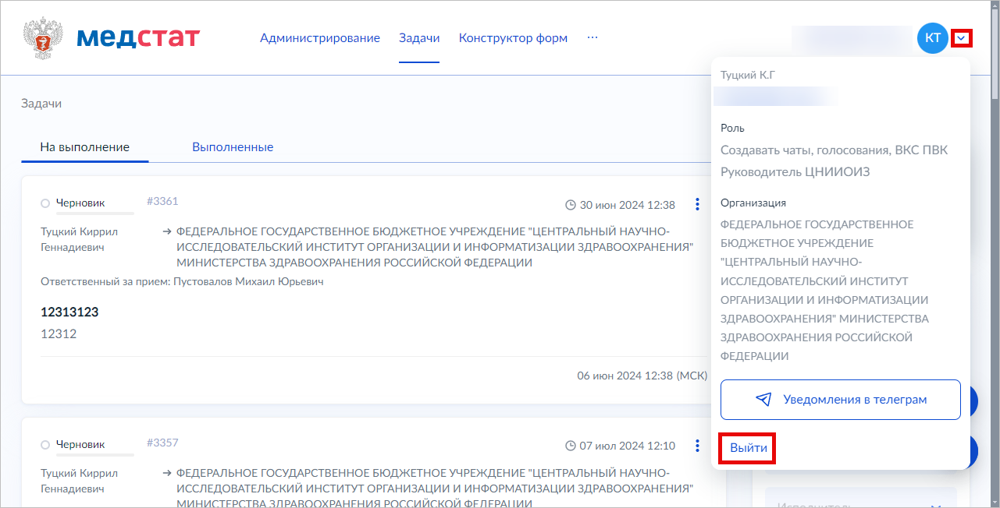 медстат
Администрирование
Задачи
Конструктор форм
...
КТ
Туцкий К.Г
Роль
Создавать чаты, голосования, ВКС ПВК
Руководитель ЦНИИОИЗ
Организация
ФЕДЕРАЛЬНОЕ ГОСУДАРСТВЕННОЕ
БЮДЖЕТНОЕ УЧРЕЖДЕНИЕ
"ЦЕНТРАЛЬНЫЙ НАУЧНО-
ИССЛЕДОВАТЕЛЬСКИЙ ИНСТИТУТ
ОРГАНИЗАЦИИ И ИНФОРМАТИЗАЦИИ
ЗДРАВООХРАНЕНИЯ" МИНИСТЕРСТВА
ЗДРАВООХРАНЕНИЯ РОССИЙСКОЙ
ФЕДЕРАЦИИ
Уведомления в телеграм
Выйти
Задачи
На выполнение
Выполненные
Черновик
#3361
30 июн 2024 12:38
Туцкий Киррил
Геннадиевич
→ ФЕДЕРАЛЬНОЕ ГОСУДАРСТВЕННОЕ БЮДЖЕТНОЕ УЧРЕЖДЕНИЕ "ЦЕНТРАЛЬНЫЙ НАУЧНО-
ИССЛЕДОВАТЕЛЬСКИЙ ИНСТИТУТ ОРГАНИЗАЦИИ И ИНФОРМАТИЗАЦИИ ЗДРАВООХРАНЕНИЯ"
МИНИСТЕРСТВА ЗДРАВООХРАНЕНИЯ РОССИЙСКОЙ ФЕДЕРАЦИИ
Ответственный за прием: Пустовалов Михаил Юрьевич
12313123
12312
06 июн 2024 12:38 (МСК)
Черновик
#3357
07 июл 2024 12:10
Туцкий Киррил
Геннадиевич
→ ФЕДЕРАЛЬНОЕ ГОСУДАРСТВЕННОЕ БЮДЖЕТНОЕ УЧРЕЖДЕНИЕ "ЦЕНТРАЛЬНЫЙ НАУЧНО-
ИССЛЕДОВАТЕЛЬСКИЙ ИНСТИТУТ ОРГАНИЗАЦИИ И ИНФОРМАТИЗАЦИИ ЗДРАВООХРАНЕНИЯ"
МИНИСТЕРСТВА ЗДРАВООХРАНЕНИЯ РОССИЙСКОЙ ФЕДЕРАЦИИ
Исполнитель